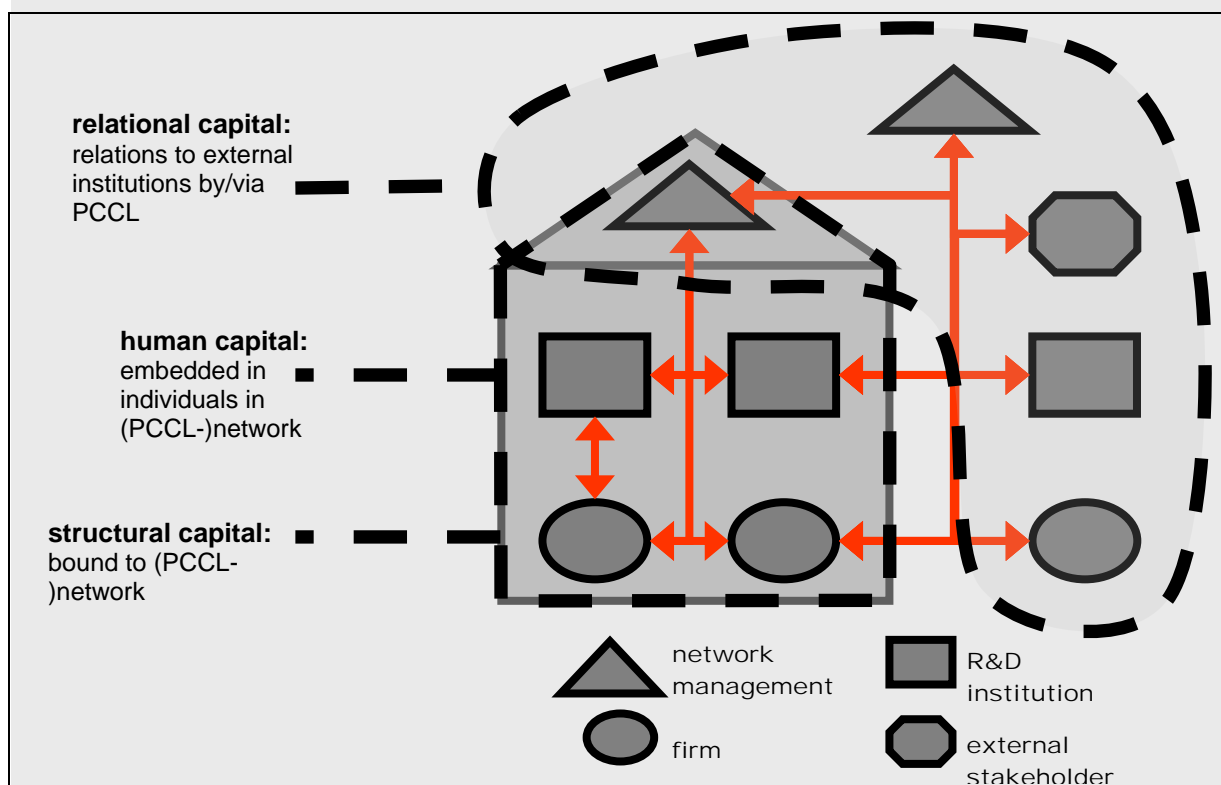 relational capital:
relations to external
institutions by/via
PCCL
human capital:
embedded in
individuals in
(PCCL-)network
structural capital:
bound to (PCCL-
)network
network
management
R&D
institution
firm
external
stakeholder